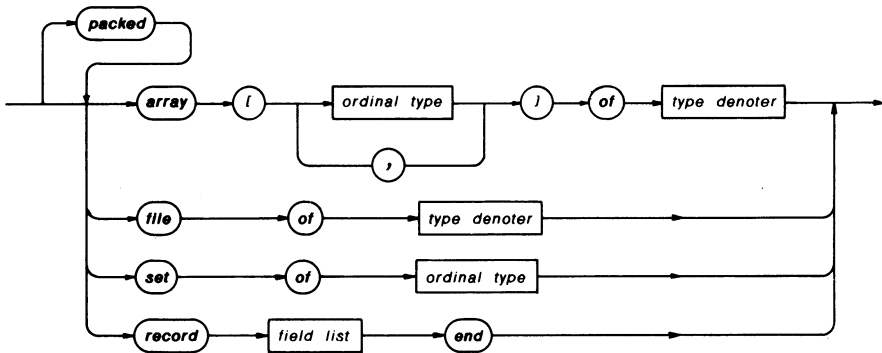 packed
array [ ordinal type ] of type denoter
,
file of type denoter
set of ordinal type
record field list end